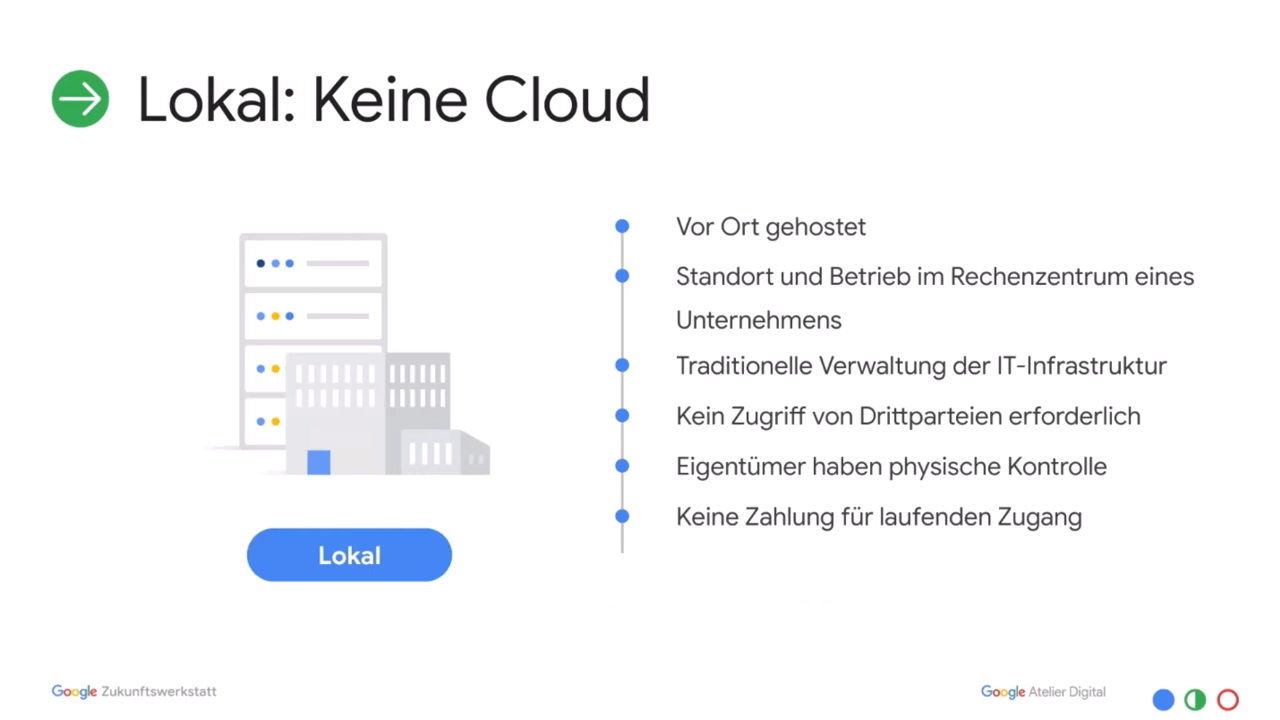 Lokal: Keine Cloud
Vor Ort gehostet
Standort und Betrieb im Rechenzentrum eines
Unternehmens
Traditionelle Verwaltung der IT-Infrastruktur
Kein Zugriff von Drittparteien erforderlich
Eigentümer haben physische Kontrolle
Keine Zahlung für laufenden Zugang
Lokal
Google Zukunftswerkstatt
Google Atelier Digital